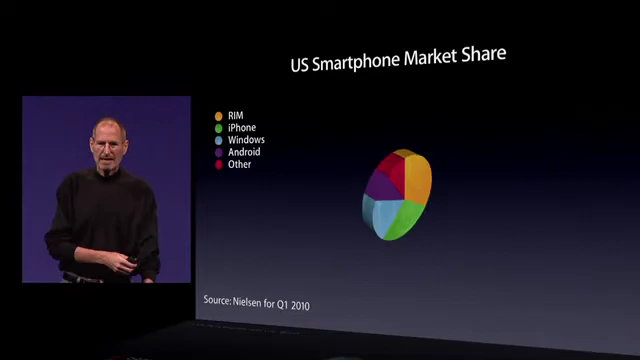 US Smartphone Market Share
RIM
iPhone
Windows
Android
Other
Source: Nielsen for Q1 2010